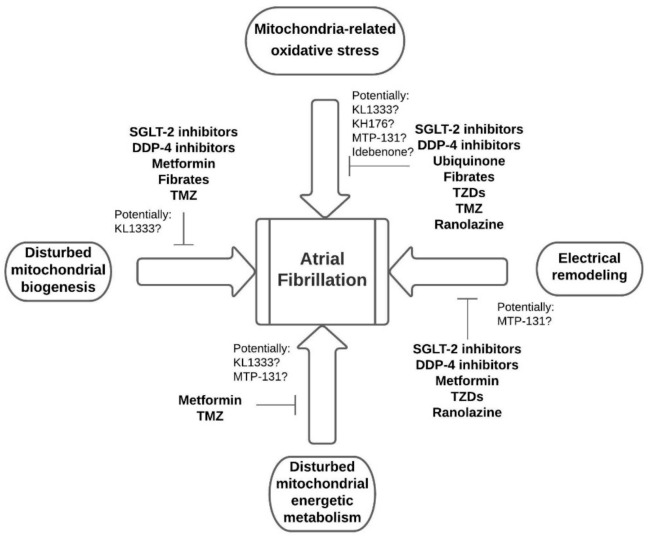 Mitochondria-related
oxidative stress
Potentially:
KL1333?
KH176?
MTP-131?
Idebenone?
SGLT-2 inhibitors
DDP-4 inhibitors
Ubiquinone
Fibrates
TZDs
TMZ
Ranolazine
SGLT-2 inhibitors
DDP-4 inhibitors
Metformin
Fibrates
TMZ
Potentially:
KL1333?
Disturbed
mitochondrial
biogenesis
Atrial
Fibrillation
Electrical
remodeling
Potentially:
MTP-131?
SGLT-2 inhibitors
DDP-4 inhibitors
Metformin
TZDs
Ranolazine
Potentially:
KL1333?
MTP-131?
Metformin
TMZ
Disturbed
mitochondrial
energetic
metabolism